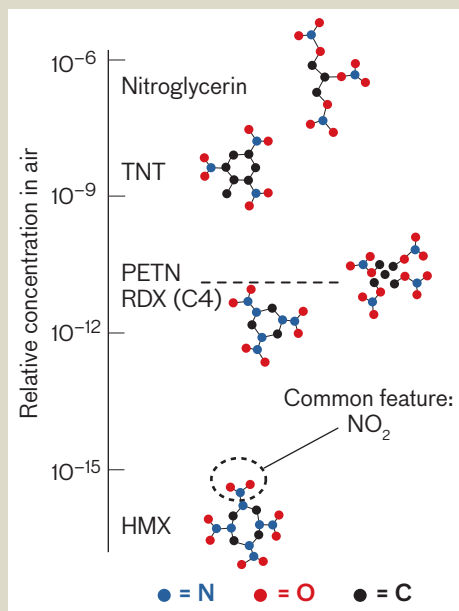 Relative concentration in air
10⁻⁶
Nitroglycerin
TNT
10⁻⁹
PETN
RDX (C4)
10⁻¹²
Common feature:
NO₂
10⁻¹⁵
HMX
= N = O = C